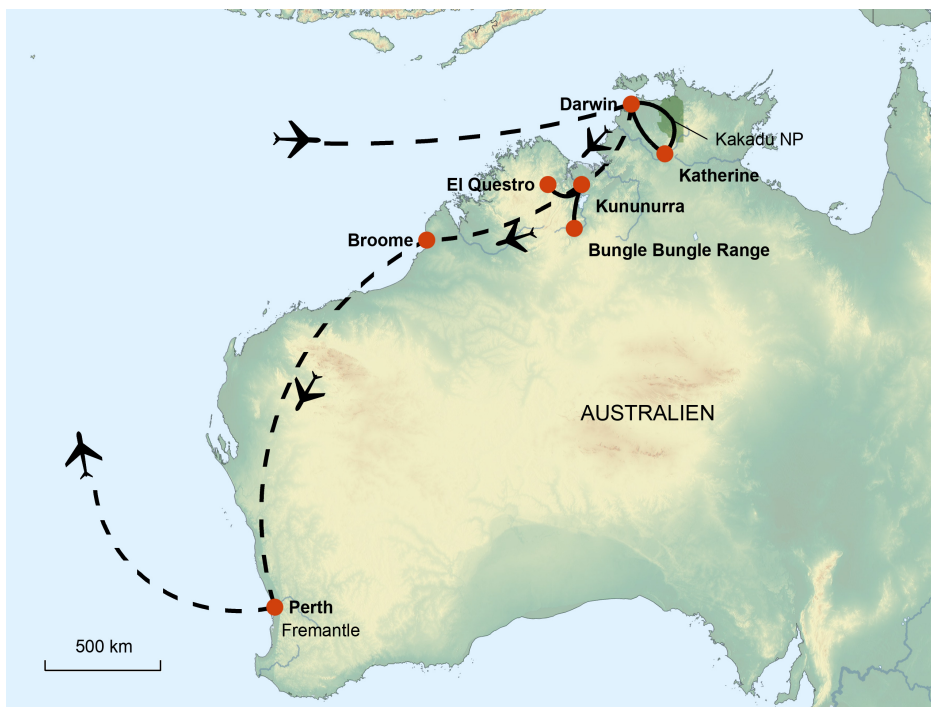 Darwin
Kakadu NP
Katherine
El Questro
Kununurra
Broome
Bungle Bungle Range
AUSTRALIEN
Perth
Fremantle
500 km